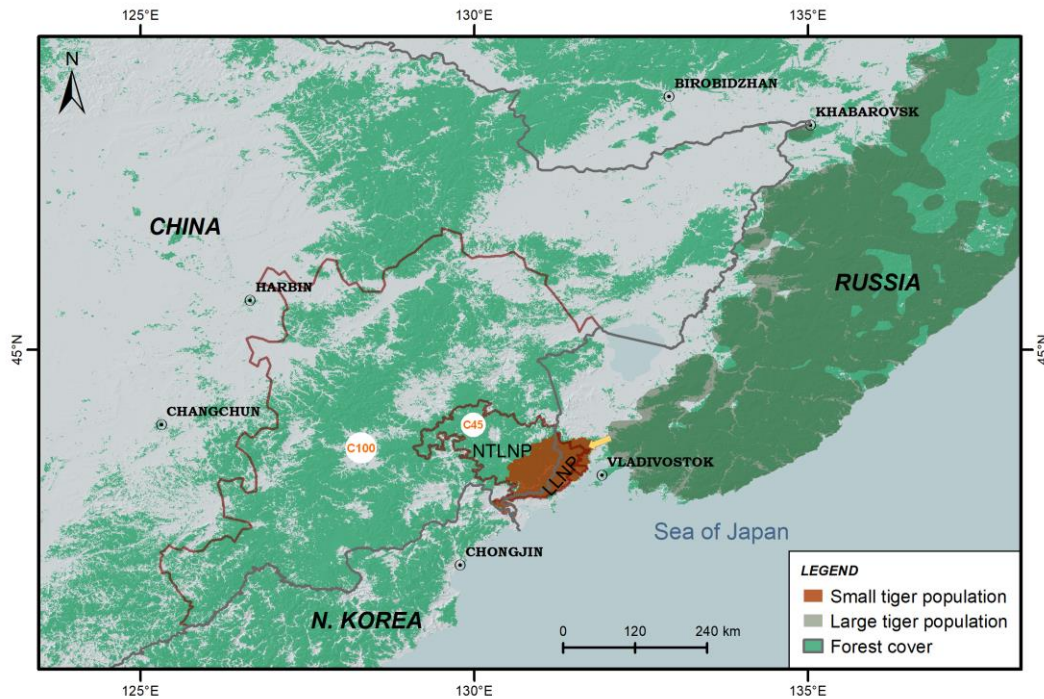 125°E 130°E 135°E
N
BIROBIDZHAN
KHABAROVSK
CHINA
RUSSIA
HARBIN
45°N 45°N
CHANGCHUN
C45
C100
NTLNP
LLNP
VLADIVOSTOK
Sea of Japan
CHONGJIN
N. KOREA
LEGEND
Small tiger population
Large tiger population
Forest cover
0 120 240 km
125°E 130°E 135°E